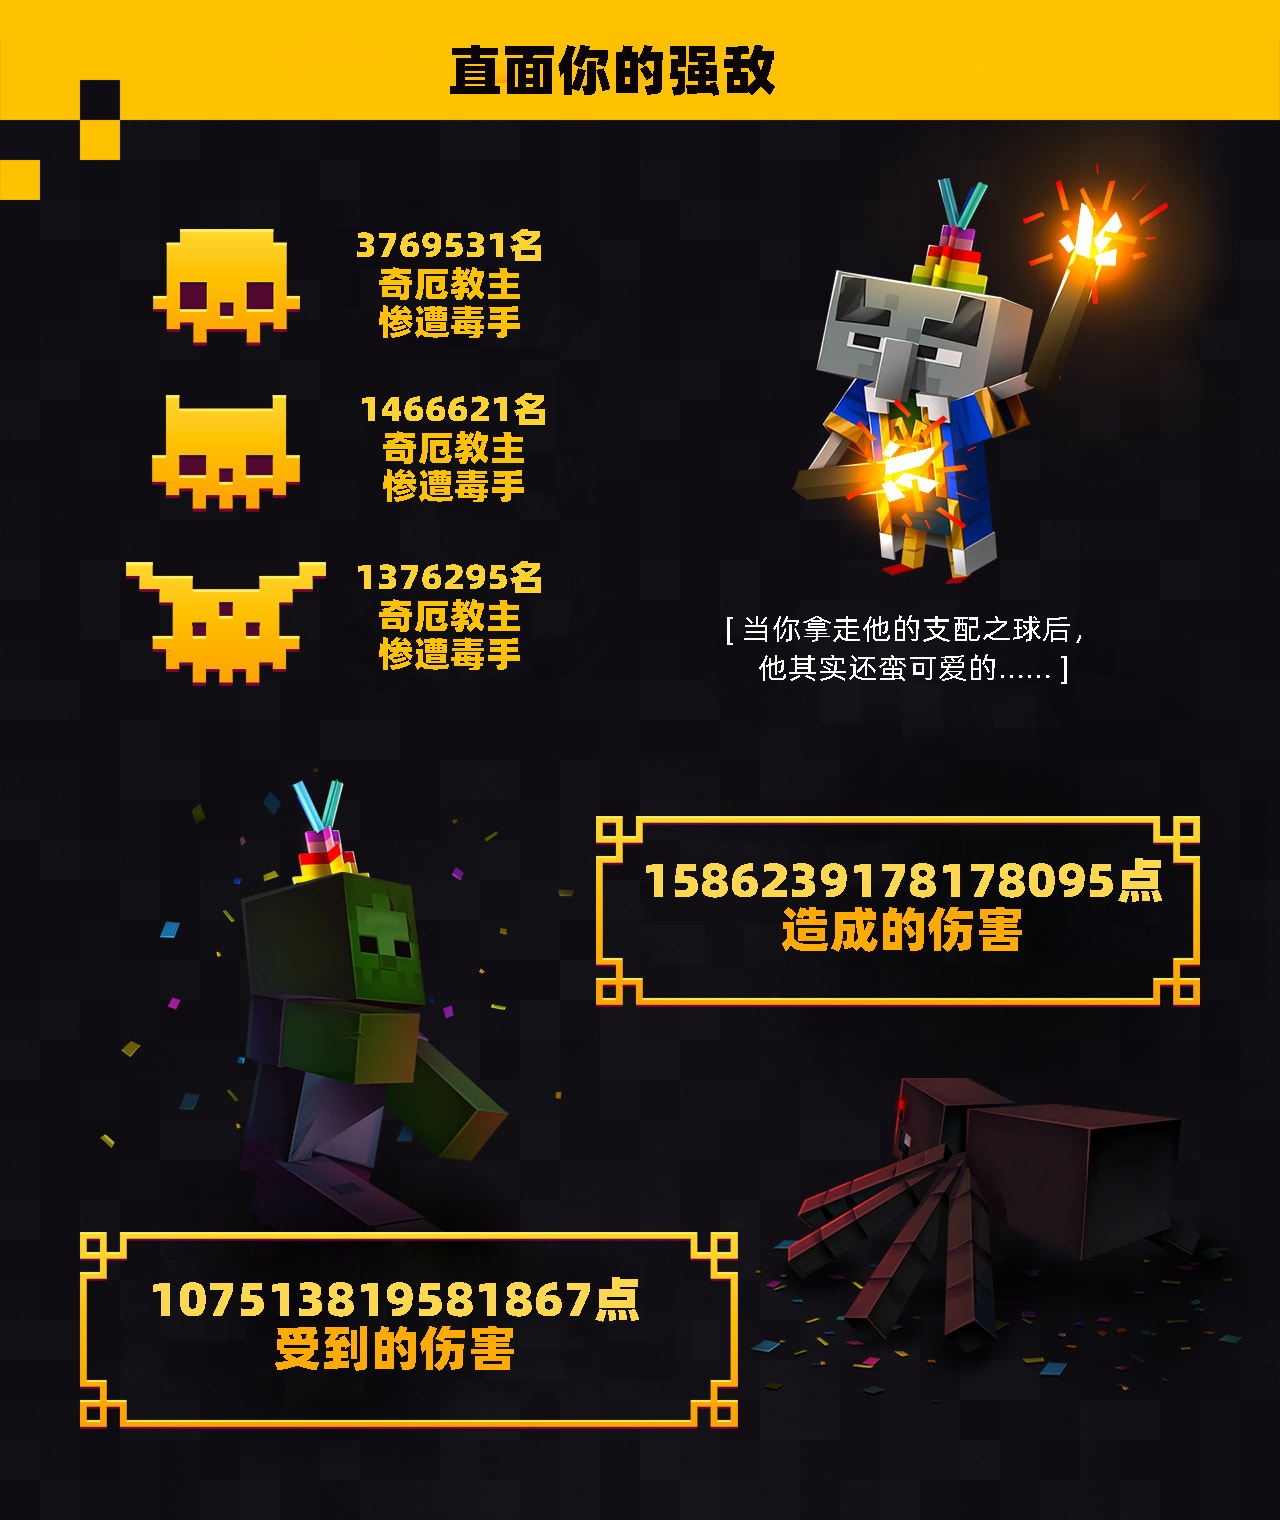 直面你的强敌
3769531名
奇厄教主
惨遭毒手
1466621名
奇厄教主
惨遭毒手
1376295名
奇厄教主
惨遭毒手
[ 当你拿走他的支配之球后，
他其实还蛮可爱的…… ]
1586239178178095点
造成的伤害
107513819581867点
受到的伤害